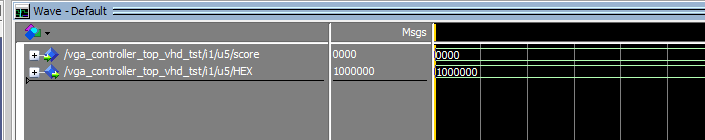 Wave - Default
Msgs
/vga_controller_top_vhd_tst/i1/u5/score 0000 0000
/vga_controller_top_vhd_tst/i1/u5/HEX 1000000 1000000